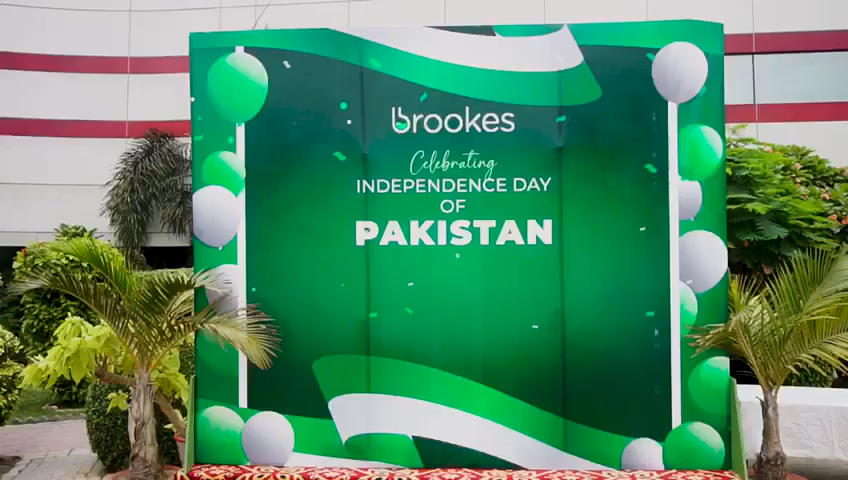 brookes
Celebrating
INDEPENDENCE DAY
OF
PAKISTAN